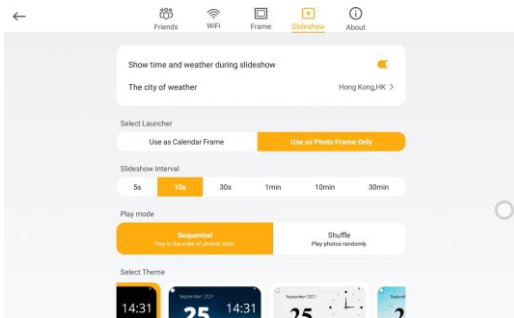 Friends WiFi Frame Slideshow About
Show time and weather during slideshow
The city of weather Hong Kong,HK >
Select Launcher
Use as Calendar Frame Use as Photo Frame Only
Slideshow Interval
5s 10s 30s 1min 10min 30min
Play mode
Sequential Shuffle
Play in the order of photos date. Play photos randomly.
Select Theme
September 2021 September 2021
14:31 25 14:31 25 2